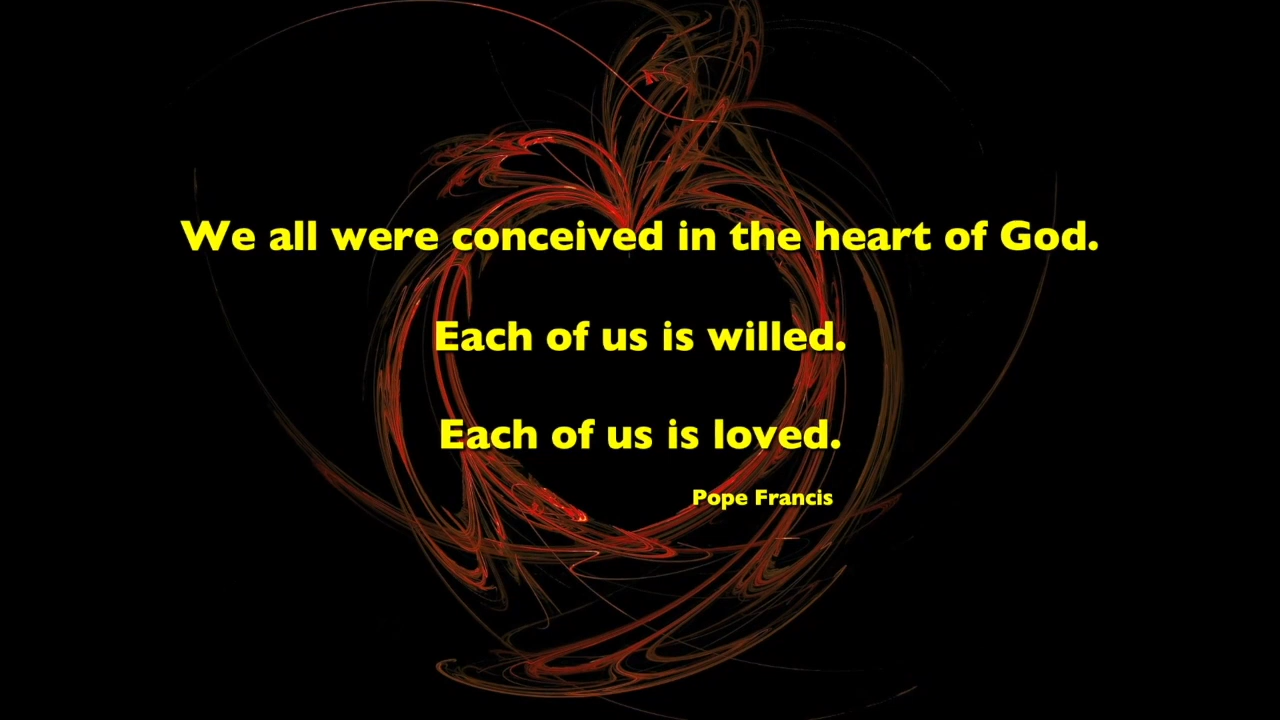 We all were conceived in the heart of God.
Each of us is willed.
Each of us is loved.
Pope Francis